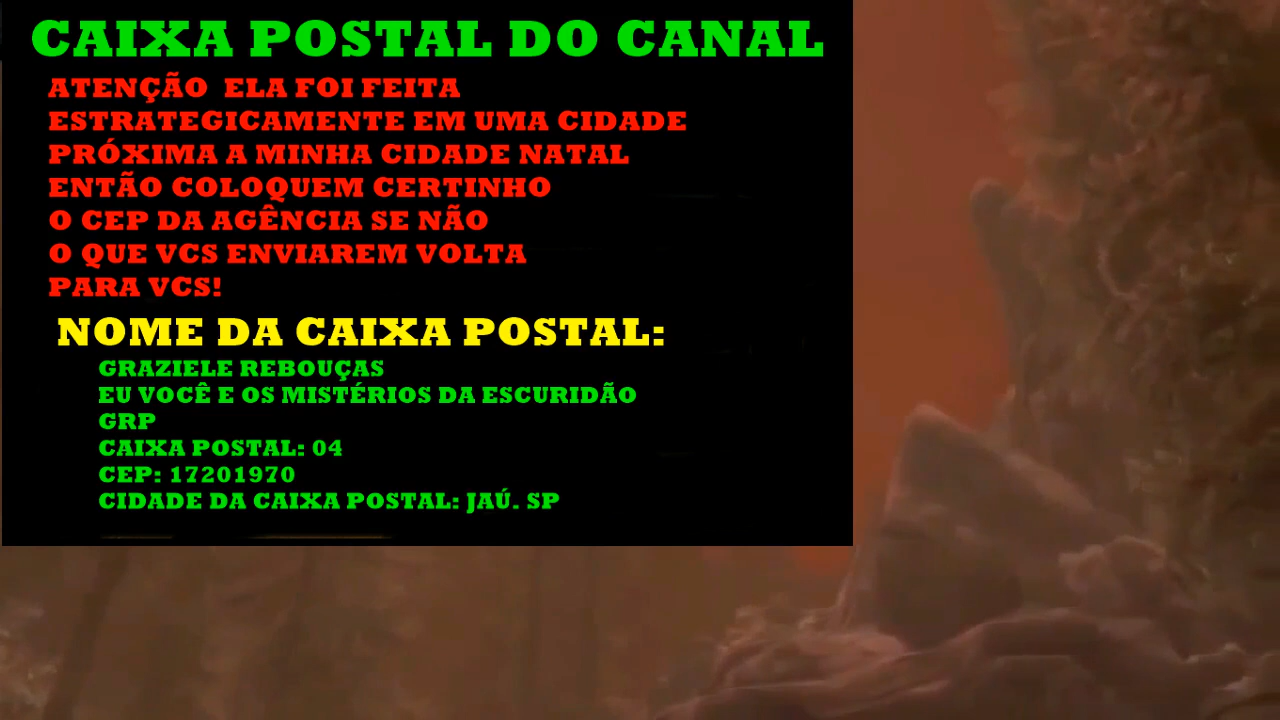 CAIXA POSTAL DO CANAL
ATENÇÃO ELA FOI FEITA
ESTRATEGICAMENTE EM UMA CIDADE
PRÓXIMA A MINHA CIDADE NATAL
ENTÃO COLOQUEM CERTINHO
O CEP DA AGÊNCIA SE NÃO
O QUE VCS ENVIAREM VOLTA
PARA VCS!
NOME DA CAIXA POSTAL:
GRAZIELE REBOUÇAS
EU VOCÊ E OS MISTÉRIOS DA ESCURIDÃO
GRP
CAIXA POSTAL: 04
CEP: 17201970
CIDADE DA CAIXA POSTAL: JAÚ. SP